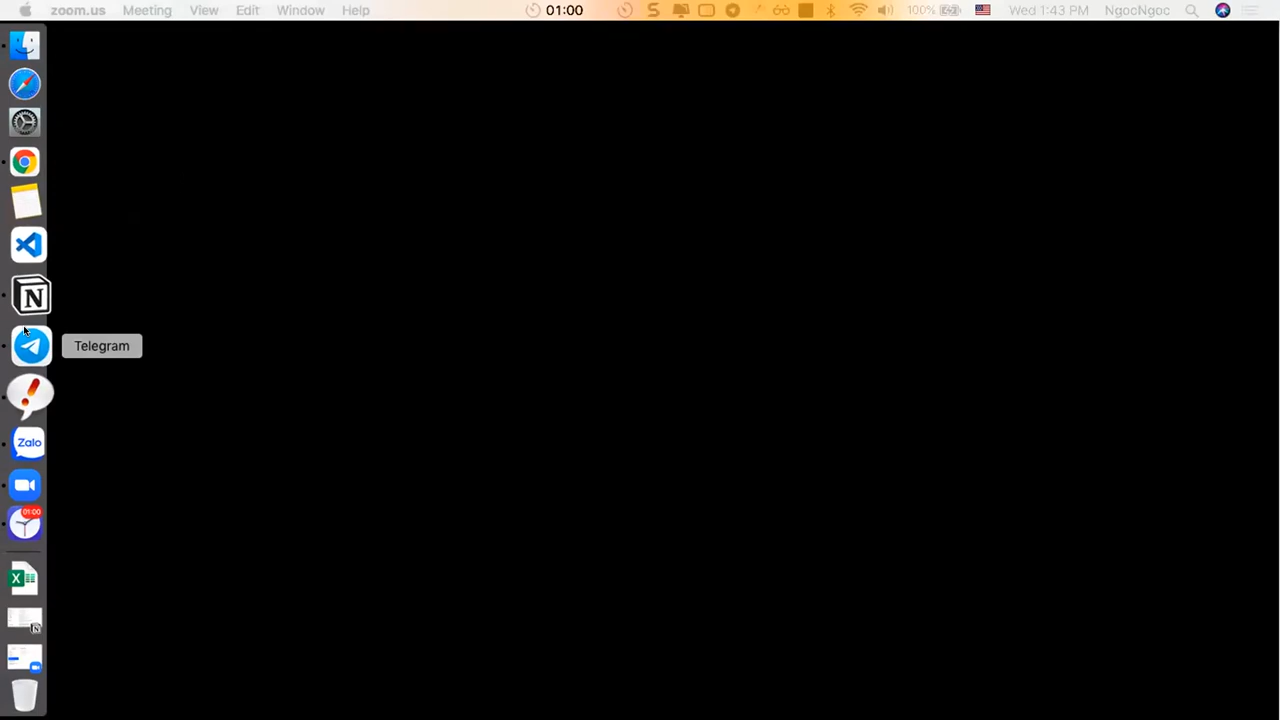 zoom.us Meeting View Edit Window Help 01:00 100% Wed 1:43 PM NgocNgoc
N
Telegram
Zalo
01:00
X
N